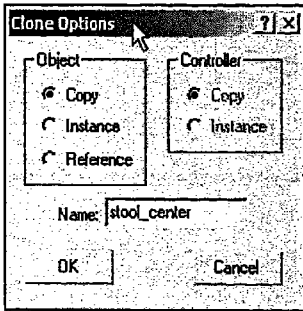 Clone Options ? X
Object
Copy
Instance
Reference
Controller
Copy
Instance
Name: stool_center
OK Cancel